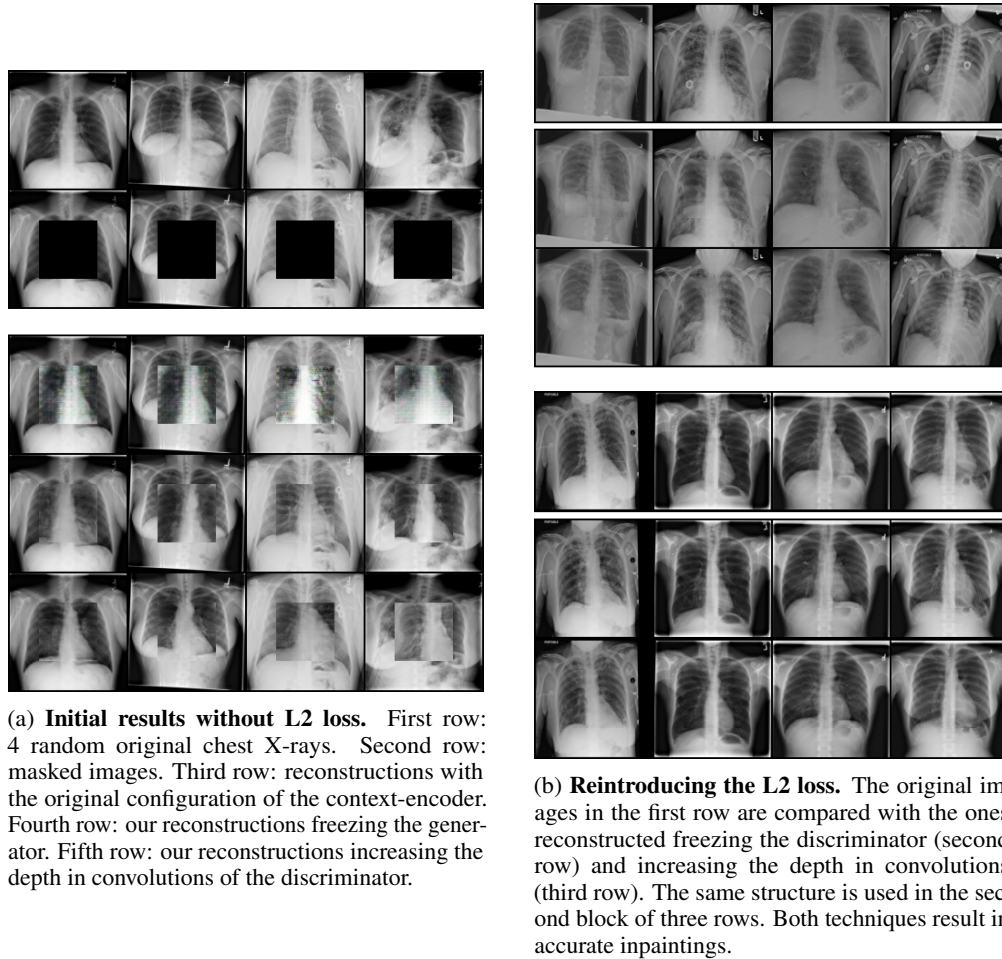 (a) Initial results without L2 loss. First row:
4 random original chest X-rays. Second row:
masked images. Third row: reconstructions with
the original configuration of the context-encoder.
Fourth row: our reconstructions freezing the gener-
ator. Fifth row: our reconstructions increasing the
depth in convolutions of the discriminator.
(b) Reintroducing the L2 loss. The original im
ages in the first row are compared with the ones
reconstructed freezing the discriminator (second
row) and increasing the depth in convolutions
(third row). The same structure is used in the sec
ond block of three rows. Both techniques result in
accurate inpaintings.